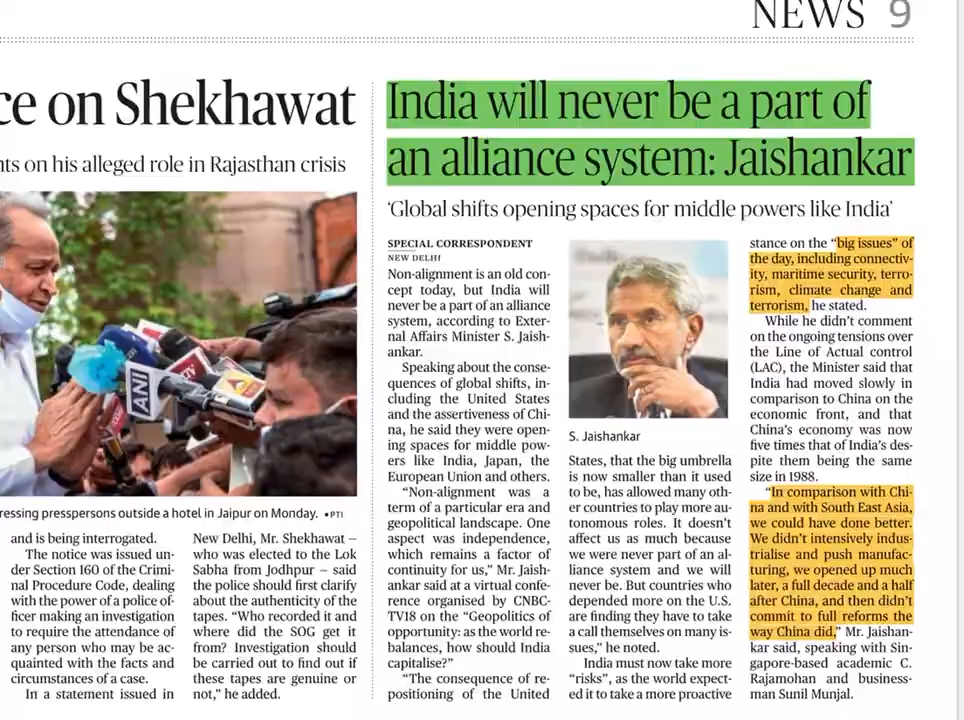 NEWS 9
ce on Shekhawat
nts on his alleged role in Rajasthan crisis
ANI
tv
ressing presspersons outside a hotel in Jaipur on Monday. •PTI
and is being interrogated.
The notice was issued un-
der Section 160 of the Crimi-
nal Procedure Code, dealing
with the power of a police of-
ficer making an investigation
to require the attendance of
any person who may be ac-
quainted with the facts and
circumstances of a case.
In a statement issued in
New Delhi, Mr. Shekhawat –
who was elected to the Lok
Sabha from Jodhpur – said
the police should first clarify
about the authenticity of the
tapes. “Who recorded it and
where did the SOG get it
from? Investigation should
be carried out to find out if
these tapes are genuine or
not,” he added.
India will never be a part of
an alliance system: Jaishankar
‘Global shifts opening spaces for middle powers like India’
SPECIAL CORRESPONDENT
NEW DELHI
Non-alignment is an old con-
cept today, but India will
never be a part of an alliance
system, according to Exter-
nal Affairs Minister S. Jaish-
ankar.
Speaking about the conse-
quences of global shifts, in-
cluding the United States
and the assertiveness of Chi-
na, he said they were open-
ing spaces for middle pow-
ers like India, Japan, the
European Union and others.
“Non-alignment was a
term of a particular era and
geopolitical landscape. One
aspect was independence,
which remains a factor of
continuity for us,” Mr. Jaish-
ankar said at a virtual confe-
rence organised by CNBC-
TV18 on the “Geopolitics of
opportunity: as the world re-
balances, how should India
capitalise?”
“The consequence of re-
positioning of the United
S. Jaishankar
States, that the big umbrella
is now smaller than it used
to be, has allowed many oth-
er countries to play more au-
tonomous roles. It doesn’t
affect us as much because
we were never part of an al-
liance system and we will
never be. But countries who
depended more on the U.S.
are finding they have to take
a call themselves on many is-
sues,” he noted.
India must now take more
“risks”, as the world expect-
ed it to take a more proactive
stance on the “big issues” of
the day, including connectiv-
ity, maritime security, terro-
rism, climate change and
terrorism, he stated.
While he didn’t comment
on the ongoing tensions over
the Line of Actual control
(LAC), the Minister said that
India had moved slowly in
comparison to China on the
economic front, and that
China’s economy was now
five times that of India’s des-
pite them being the same
size in 1988.
“In comparison with Chi-
na and with South East Asia,
we could have done better.
We didn’t intensively indus-
trialise and push manufac-
turing, we opened up much
later, a full decade and a half
after China, and then didn’t
commit to full reforms the
way China did,” Mr. Jaishan-
kar said, speaking with Sin-
gapore-based academic C.
Rajamohan and business-
man Sunil Munjal.